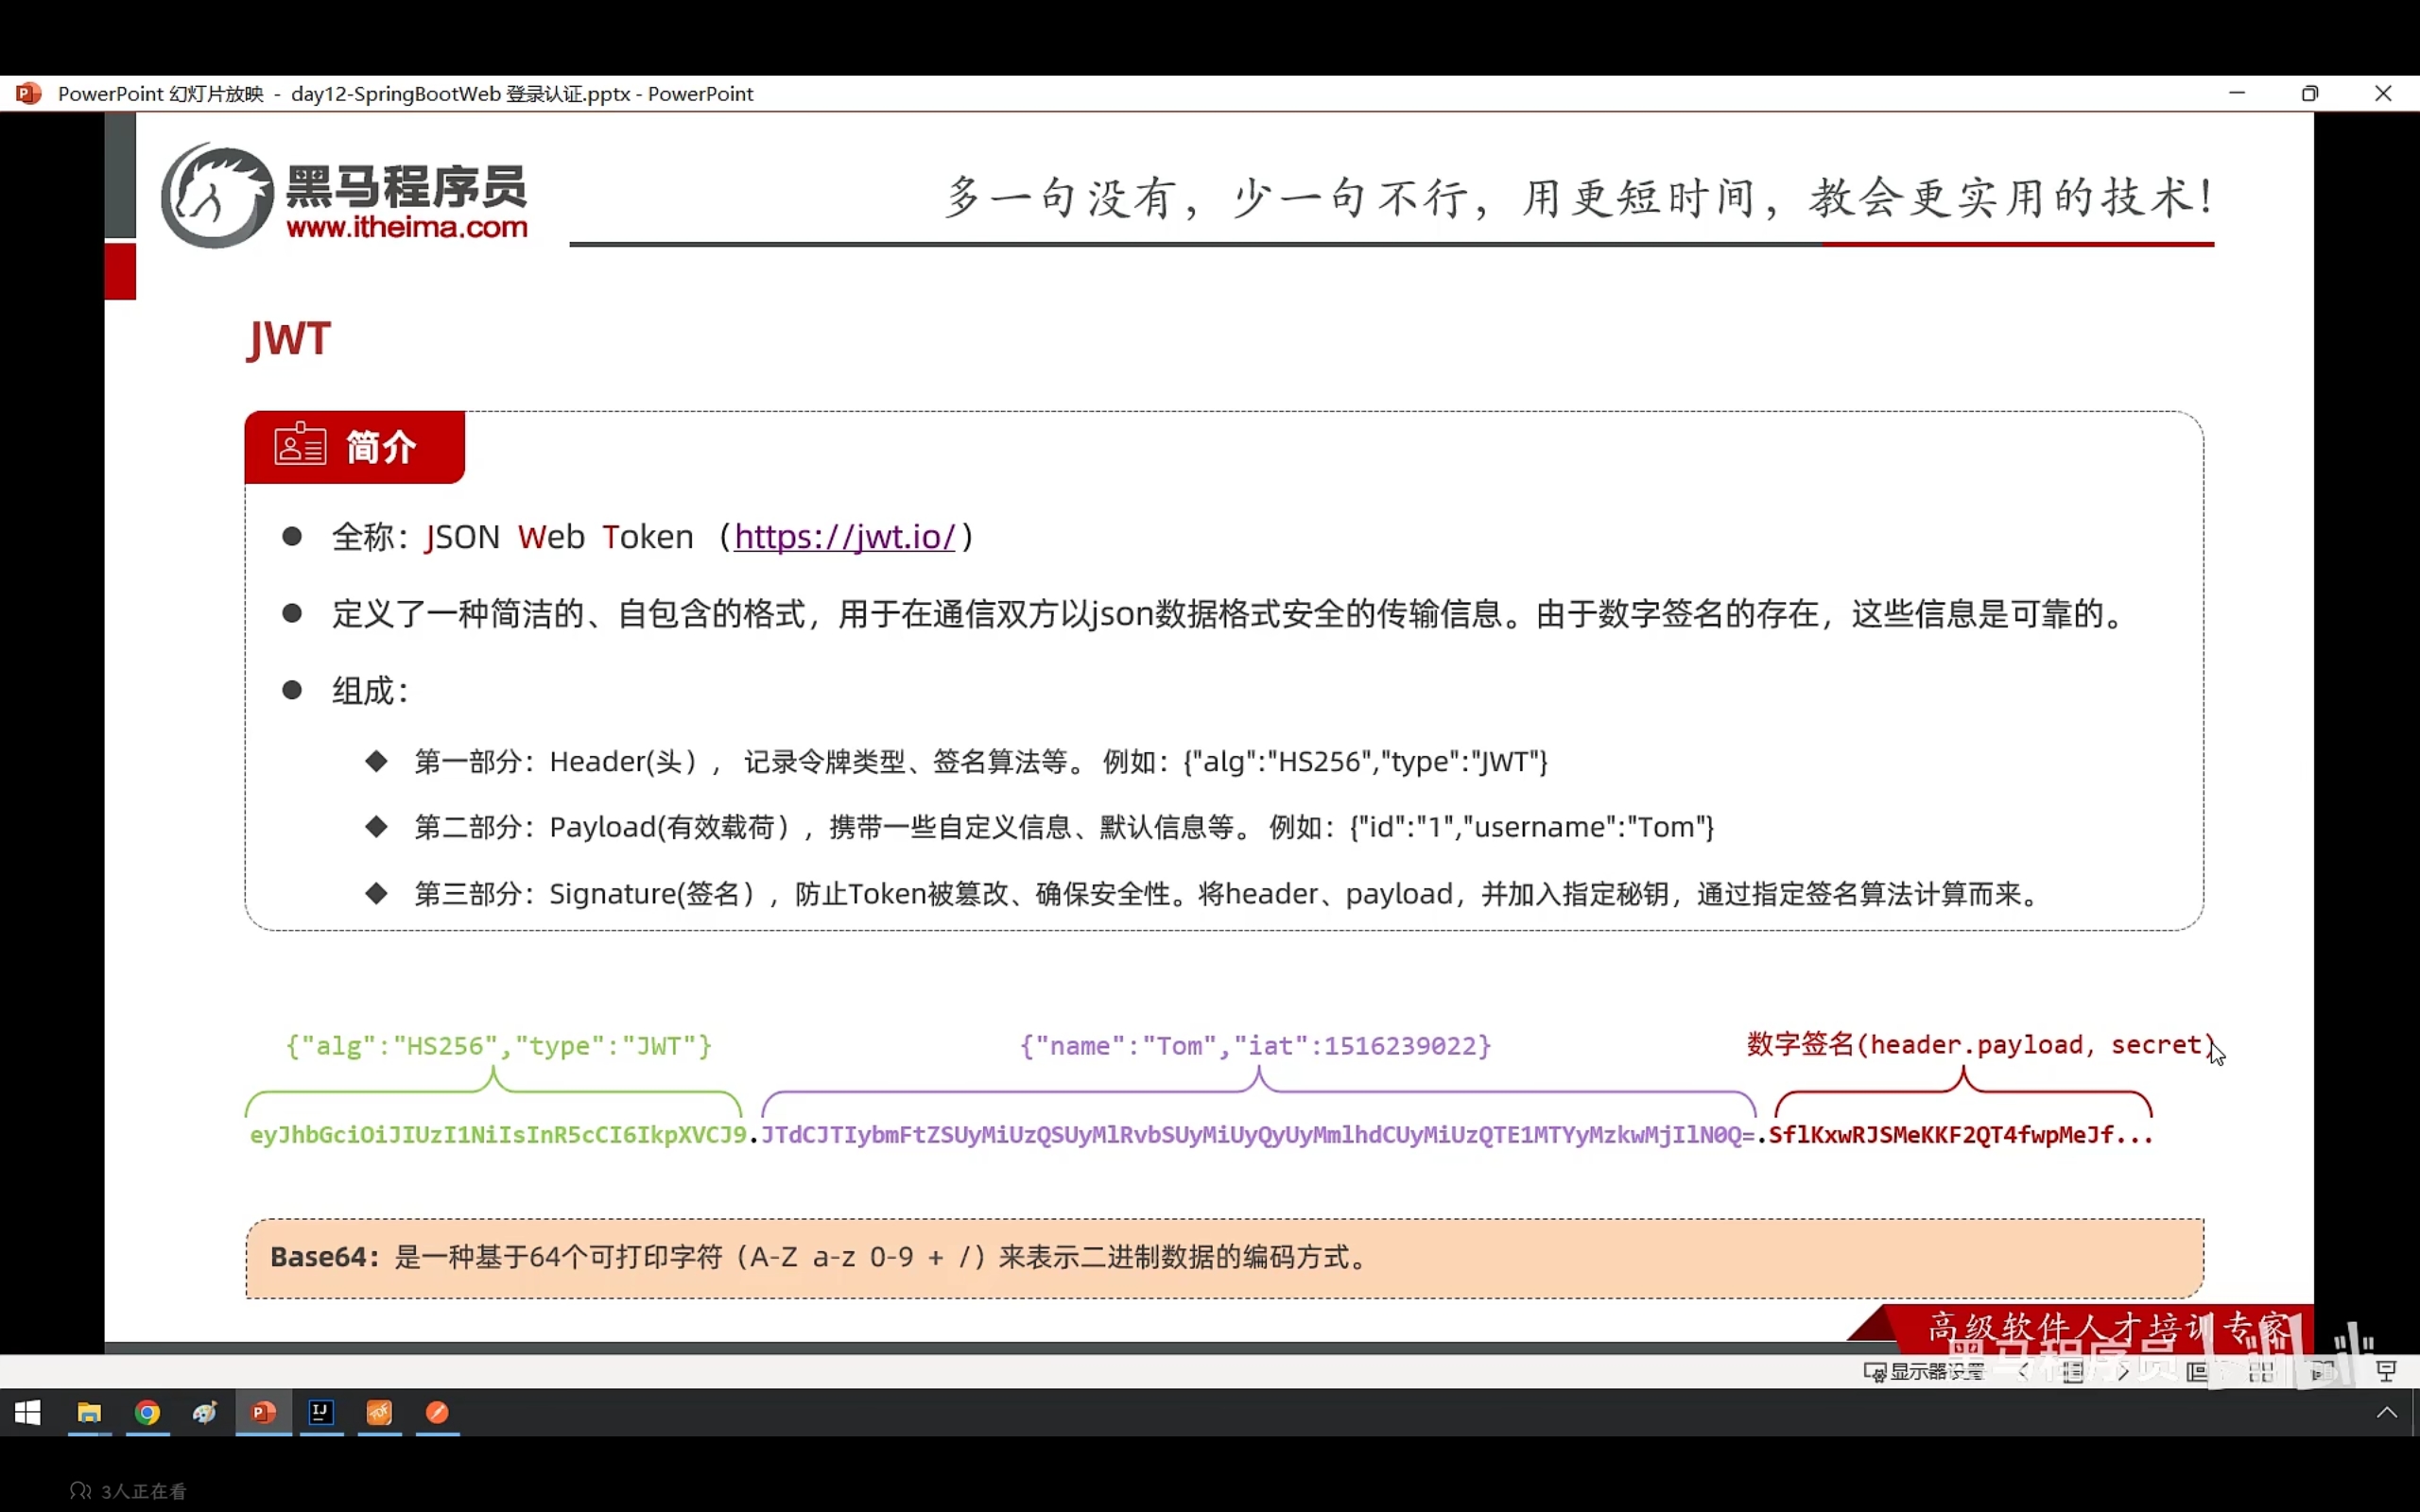 PowerPoint 幻灯片放映 - day12-SpringBootWeb 登录认证.pptx - PowerPoint
黑马程序员
www.itheima.com
多一句没有，少一句不行，用更短时间，教会更实用的技术！
JWT
简介
全称：JSON Web Token（https://jwt.io/）
定义了一种简洁的、自包含的格式，用于在通信双方以json数据格式安全的传输信息。由于数字签名的存在，这些信息是可靠的。
组成：
第一部分：Header(头）， 记录令牌类型、签名算法等。 例如：{"alg":"HS256","type":"JWT"}
第二部分：Payload(有效载荷），携带一些自定义信息、默认信息等。 例如：{"id":"1","username":"Tom"}
第三部分：Signature(签名），防止Token被篡改、确保安全性。将header、payload，并加入指定秘钥，通过指定签名算法计算而来。
{"alg":"HS256","type":"JWT"} {"name":"Tom","iat":1516239022} 数字签名(header.payload, secret)
eyJhbGciOiJIUzI1NiIsInR5cCI6IkpXVCJ9.JTdCJTIybmFtZSUyMiUzQSUyMlRvbSUyMiUyQyUyMmlhdCUyMiUzQTE1MTYyMzkwMjIlN0Q=.SflKxwRJSMeKKF2QT4fwpMeJf...
Base64：是一种基于64个可打印字符（A-Z a-z 0-9 + /）来表示二进制数据的编码方式。
高级软件人才培训专家
黑马程序员
显示器设置
3人正在看